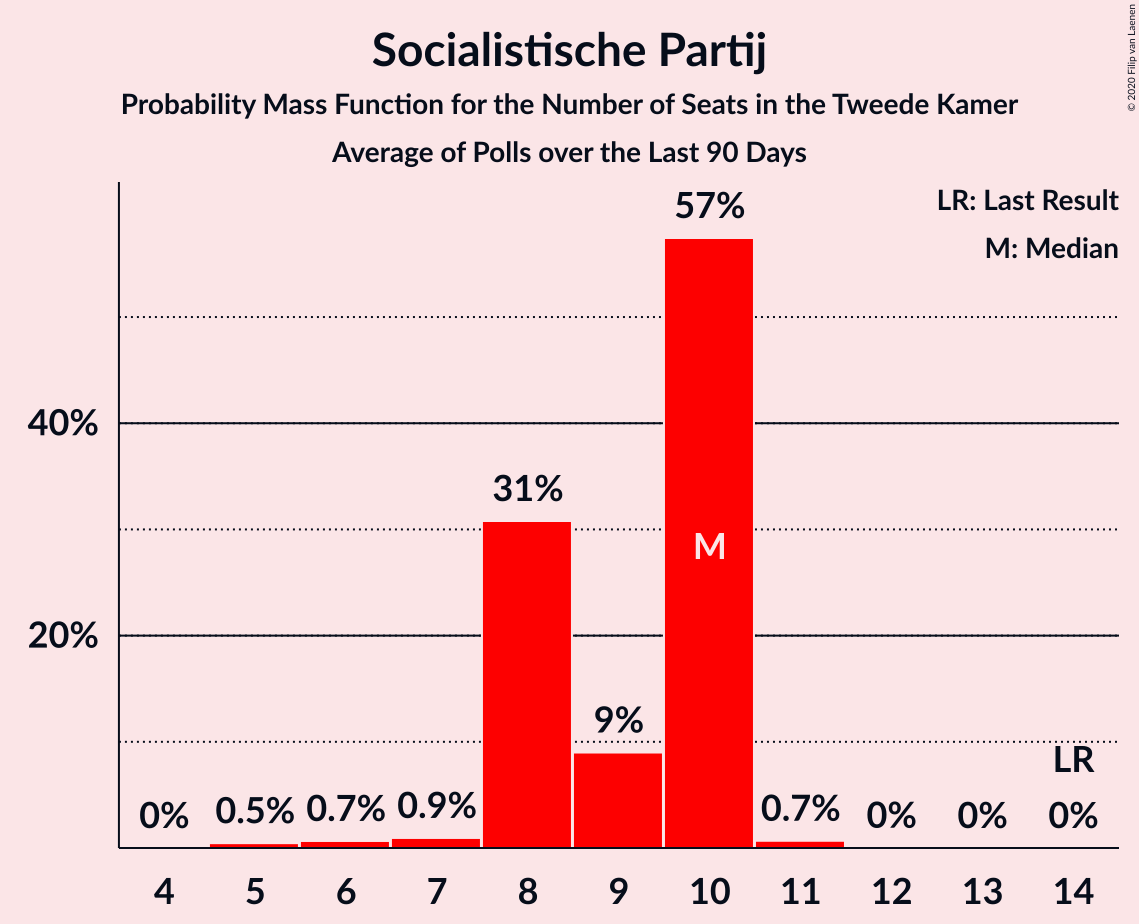 Socialistische Partij
Probability Mass Function for the Number of Seats in the Tweede Kamer
Average of Polls over the Last 90 Days
© 2020 Filip van Laenen
LR: Last Result
M: Median
57%
40%
31%
M
20%
9%
LR
0% 0.5% 0.7% 0.9% 0.7% 0% 0% 0%
4 5 6 7 8 9 10 11 12 13 14